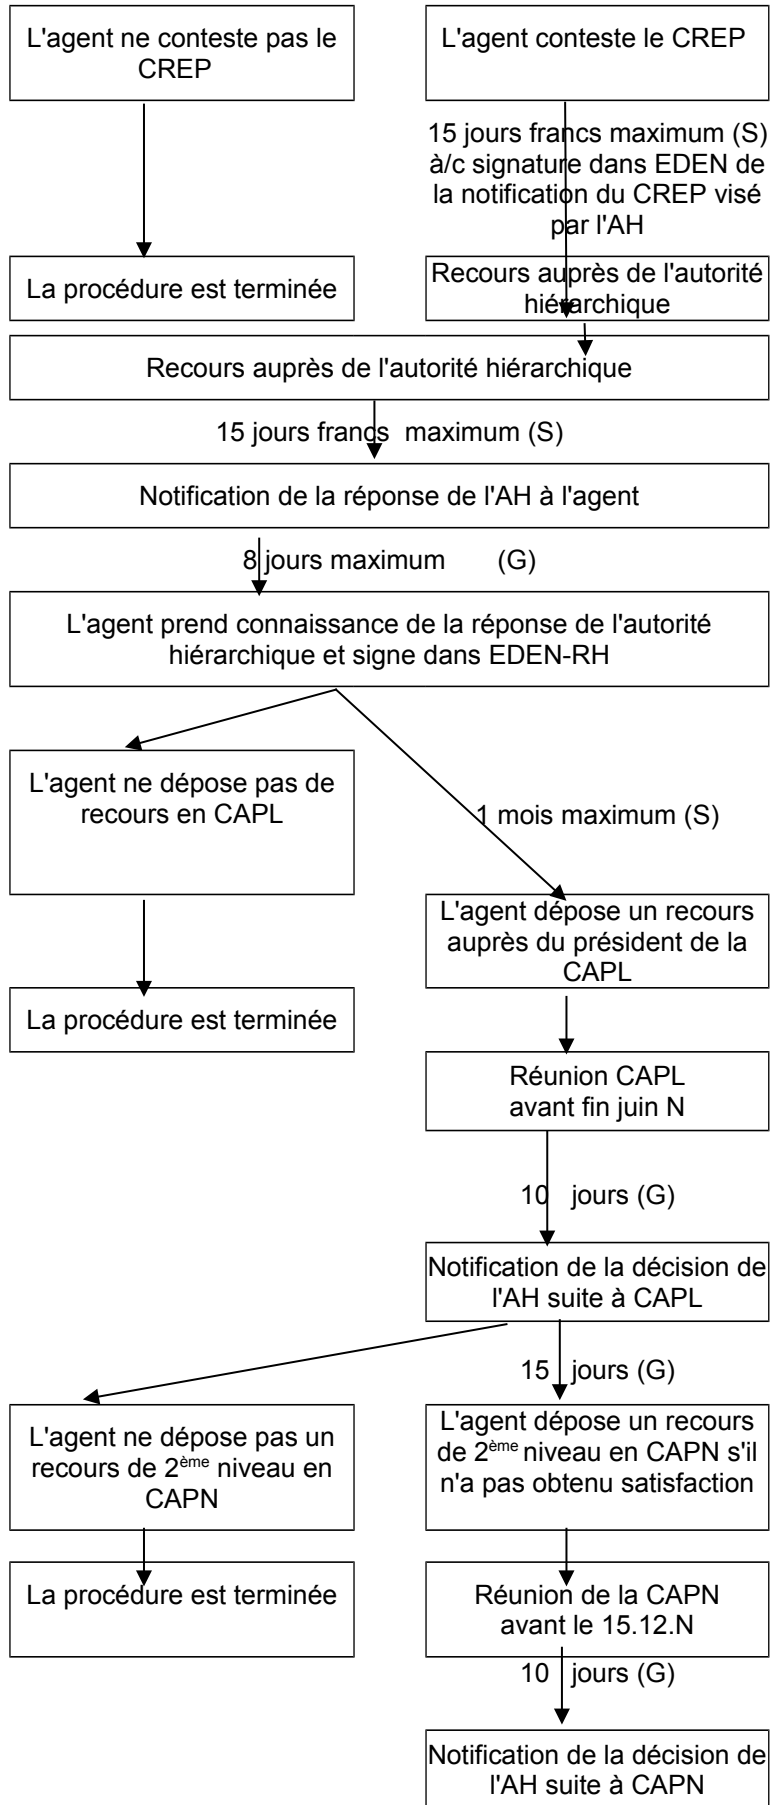 L'agent ne conteste pas le
CREP
L'agent conteste le CREP
15 jours francs maximum (S)
à/c signature dans EDEN de
la notification du CREP visé
par l'AH
La procédure est terminée
Recours auprès de l'autorité
hiérarchique
Recours auprès de l'autorité hiérarchique
15 jours francs maximum (S)
Notification de la réponse de l'AH à l'agent
8 jours maximum (G)
L'agent prend connaissance de la réponse de l'autorité
hiérarchique et signe dans EDEN-RH
L'agent ne dépose pas de
recours en CAPL
1 mois maximum (S)
L'agent dépose un recours
auprès du président de la
CAPL
La procédure est terminée
Réunion CAPL
avant fin juin N
10 jours (G)
Notification de la décision de
l'AH suite à CAPL
15 jours (G)
L'agent ne dépose pas un
recours de 2ème niveau en
CAPN
L'agent dépose un recours
de 2ème niveau en CAPN s'il
n'a pas obtenu satisfaction
La procédure est terminée
Réunion de la CAPN
avant le 15.12.N
10 jours (G)
Notification de la décision de
l'AH suite à CAPN